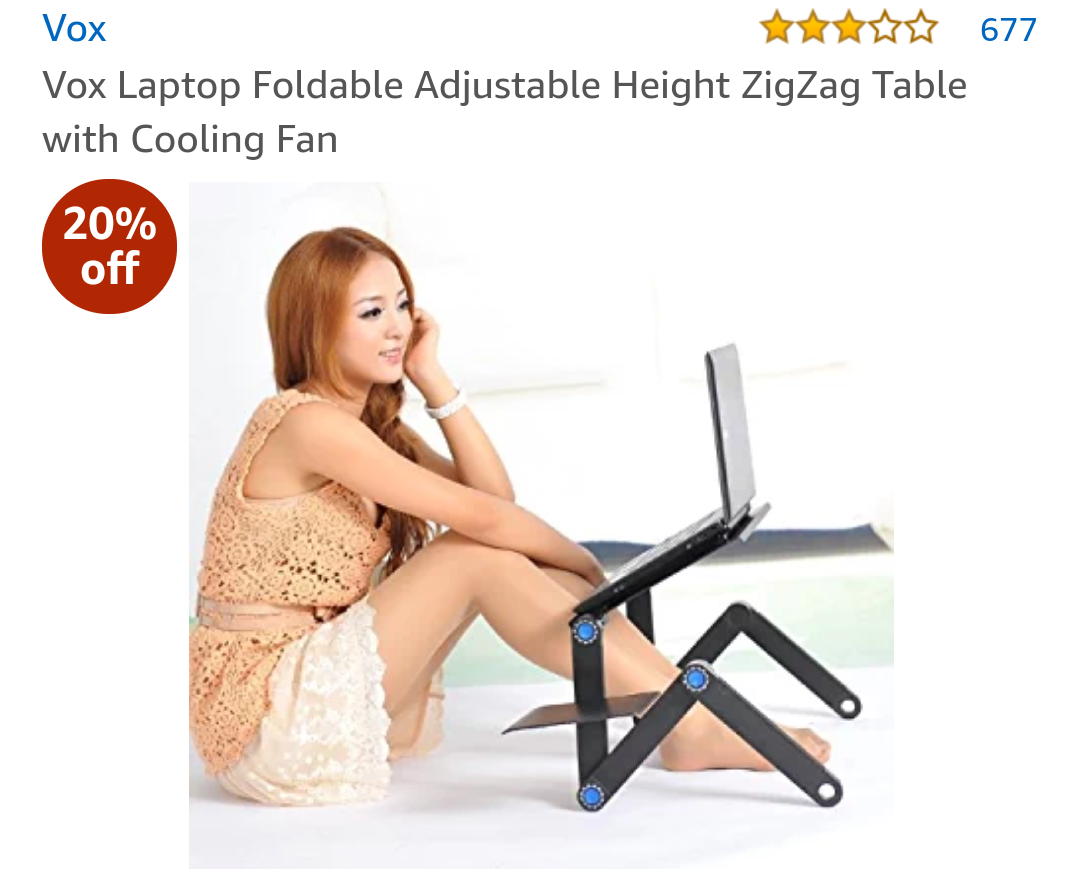 Vox
677
Vox Laptop Foldable Adjustable Height ZigZag Table
with Cooling Fan
20%
off